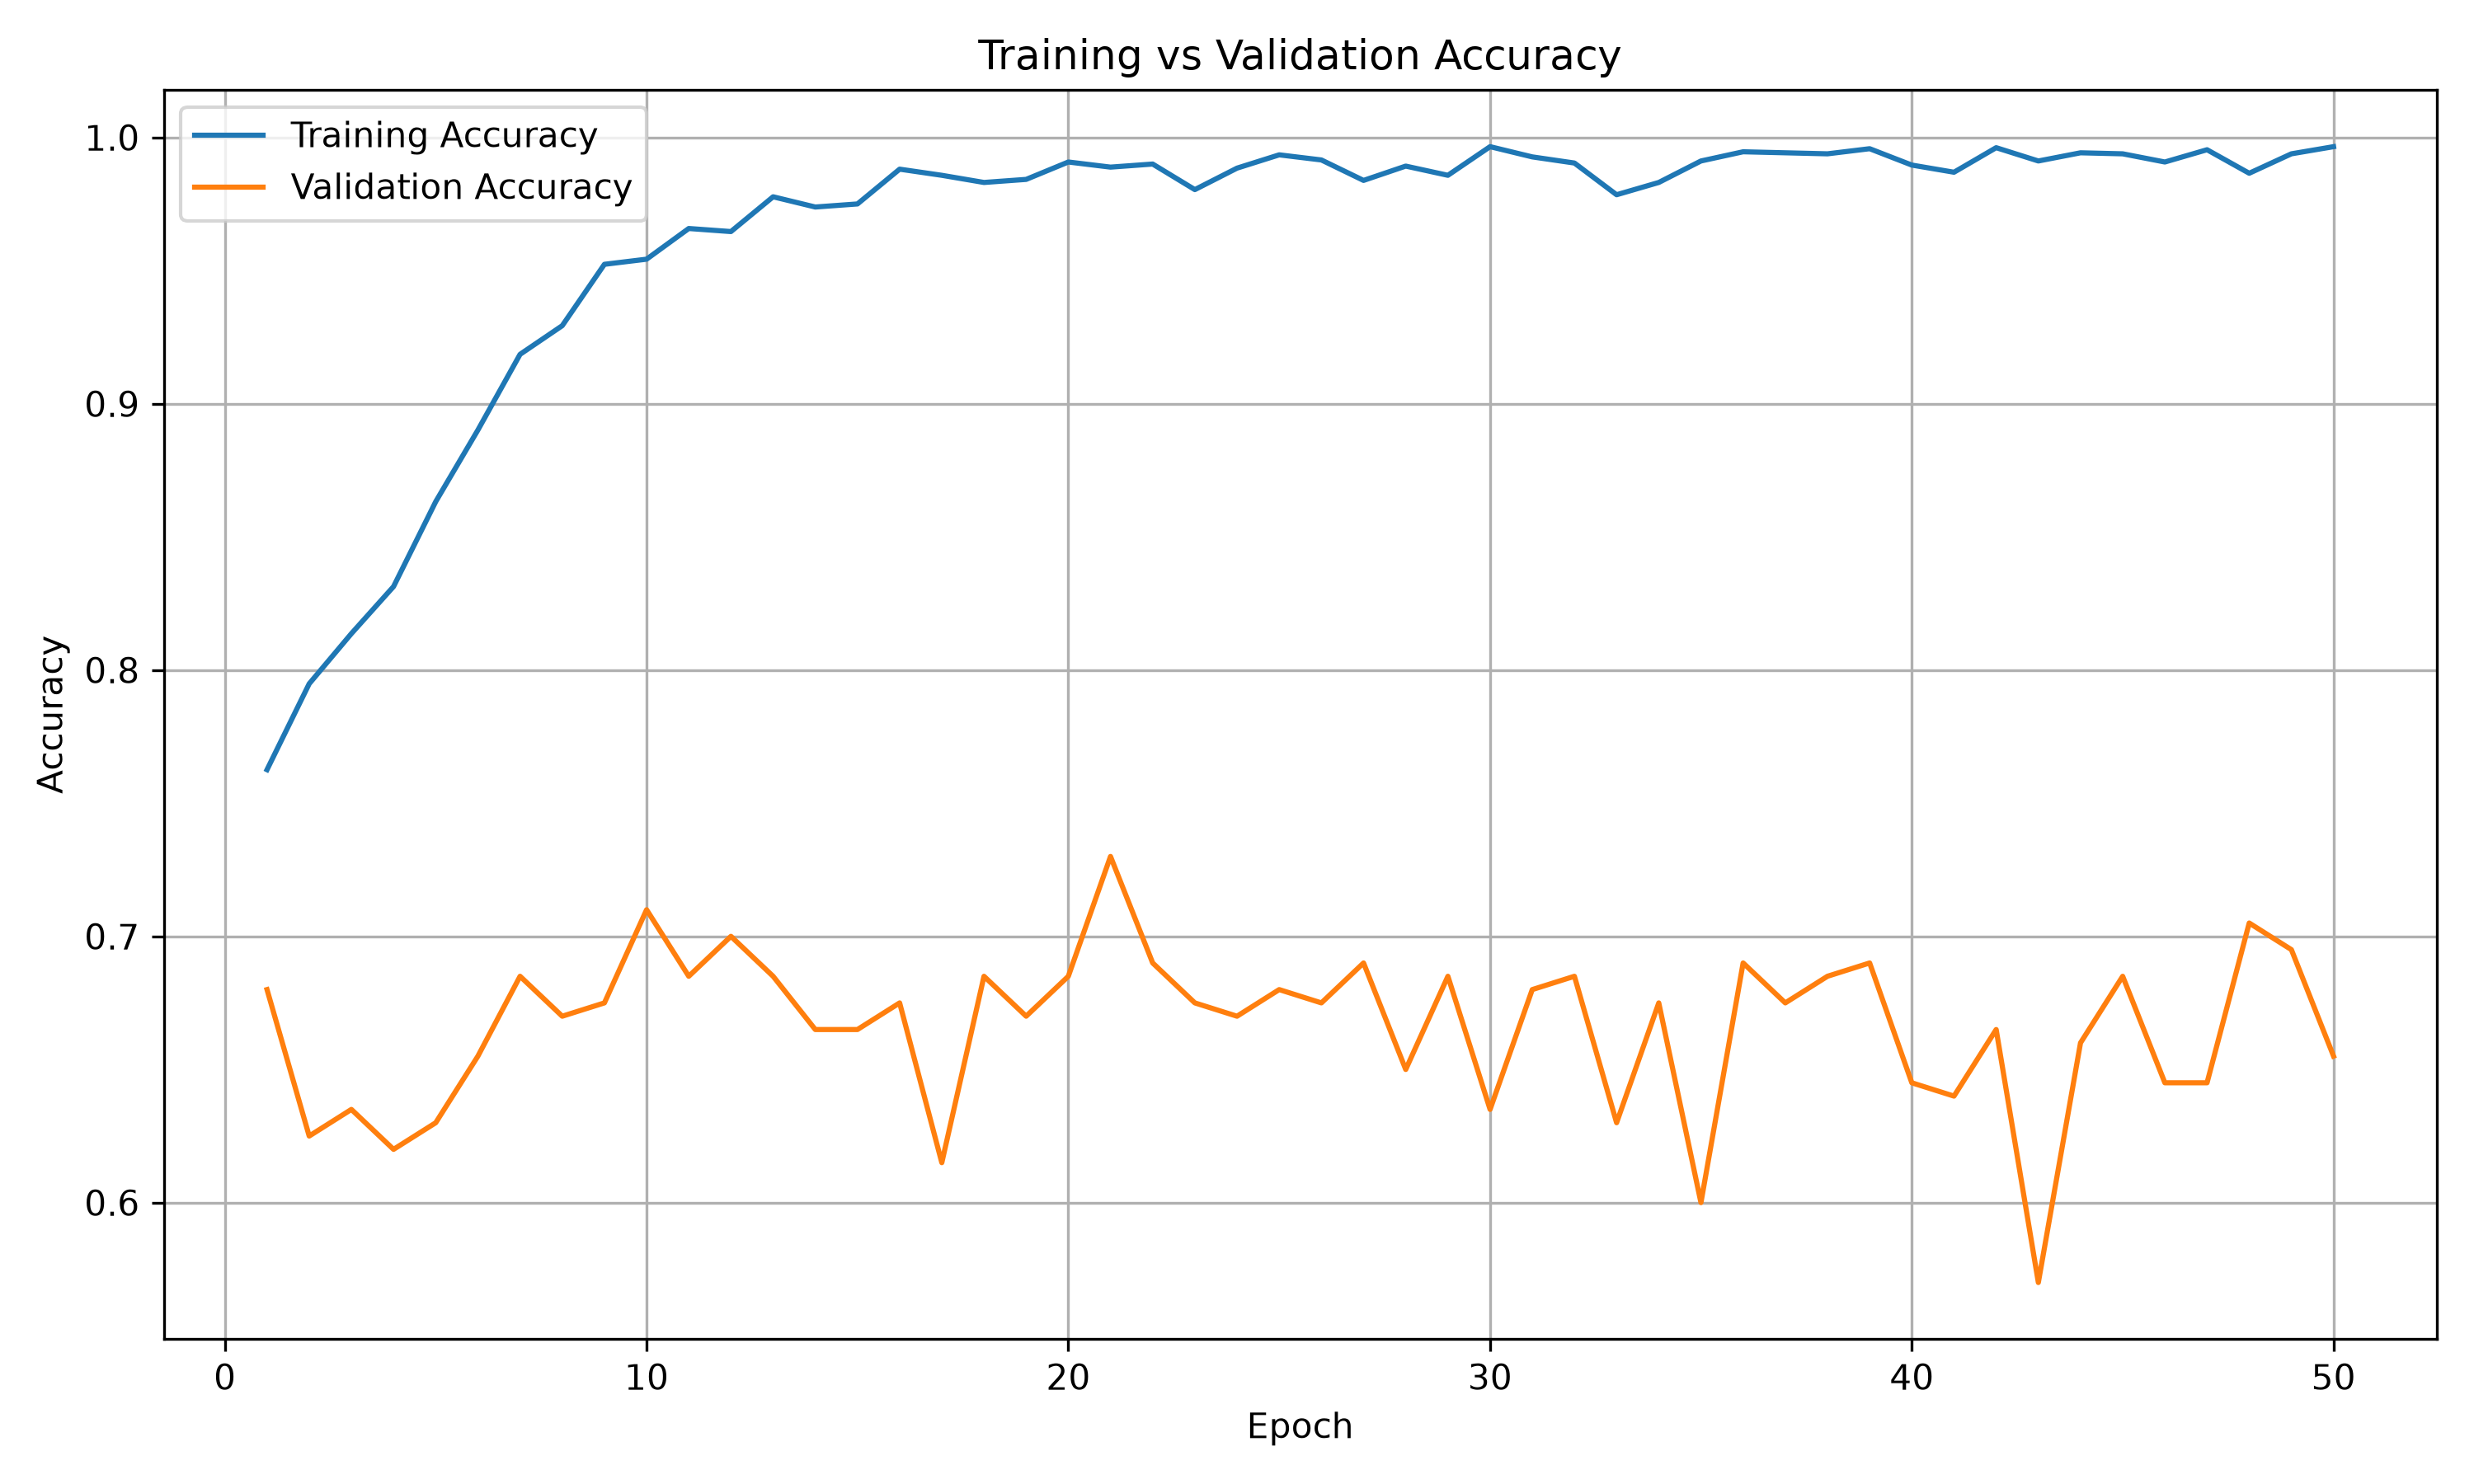 Training vs Validation Accuracy
Training Accuracy
Validation Accuracy
1.0
0.9
0.8
0.7
0.6
Accuracy
0 10 20 30 40 50
Epoch